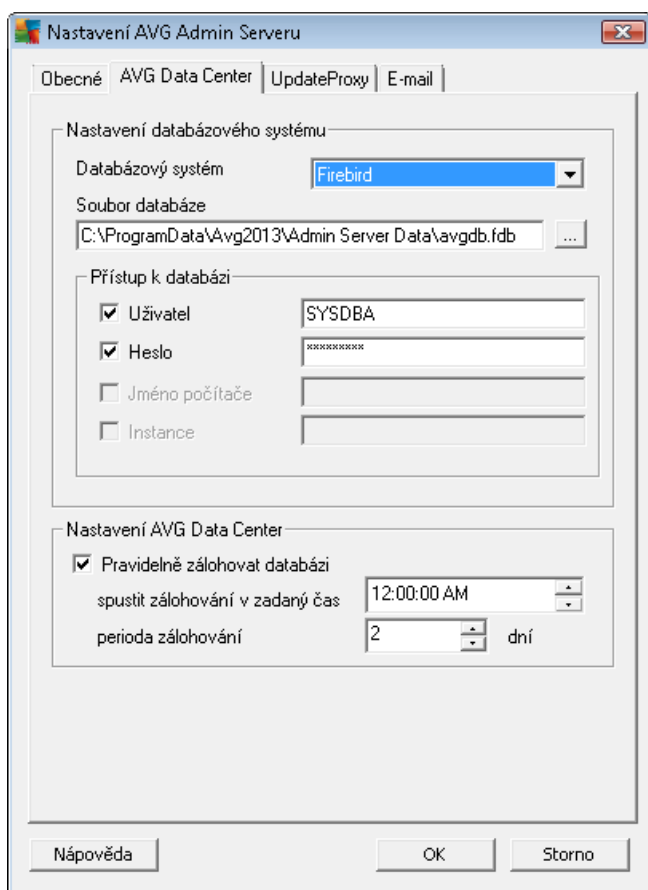 Nastavení AVG Admin Serveru
Obecné AVG Data Center UpdateProxy E-mail
Nastavení databázového systému
Databázový systém Firebird
Soubor databáze
C:\ProgramData\Avg2013\Admin Server Data\avgdb.fdb ...
Přístup k databázi
Uživatel SYSDBA
Heslo *********
Jméno počítače
Instance
Nastavení AVG Data Center
Pravidelně zálohovat databázi
spustit zálohování v zadaný čas 12:00:00 AM
perioda zálohování 2 dní
Nápověda OK Storno